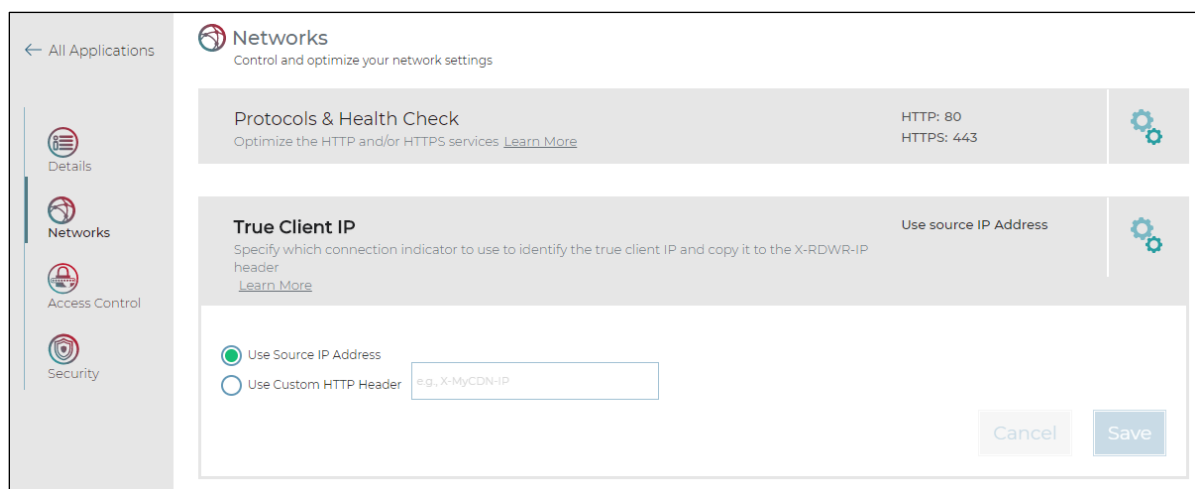 ← All Applications
Details
Networks
Access Control
Security
Networks
Control and optimize your network settings
Protocols & Health Check
Optimize the HTTP and/or HTTPS services Learn More
HTTP: 80
HTTPS: 443
True Client IP
Specify which connection indicator to use to identify the true client IP and copy it to the X-RDWR-IP
header
Learn More
Use source IP Address
Use Source IP Address
Use Custom HTTP Header
e.g., X-MyCDN-IP
Cancel
Save